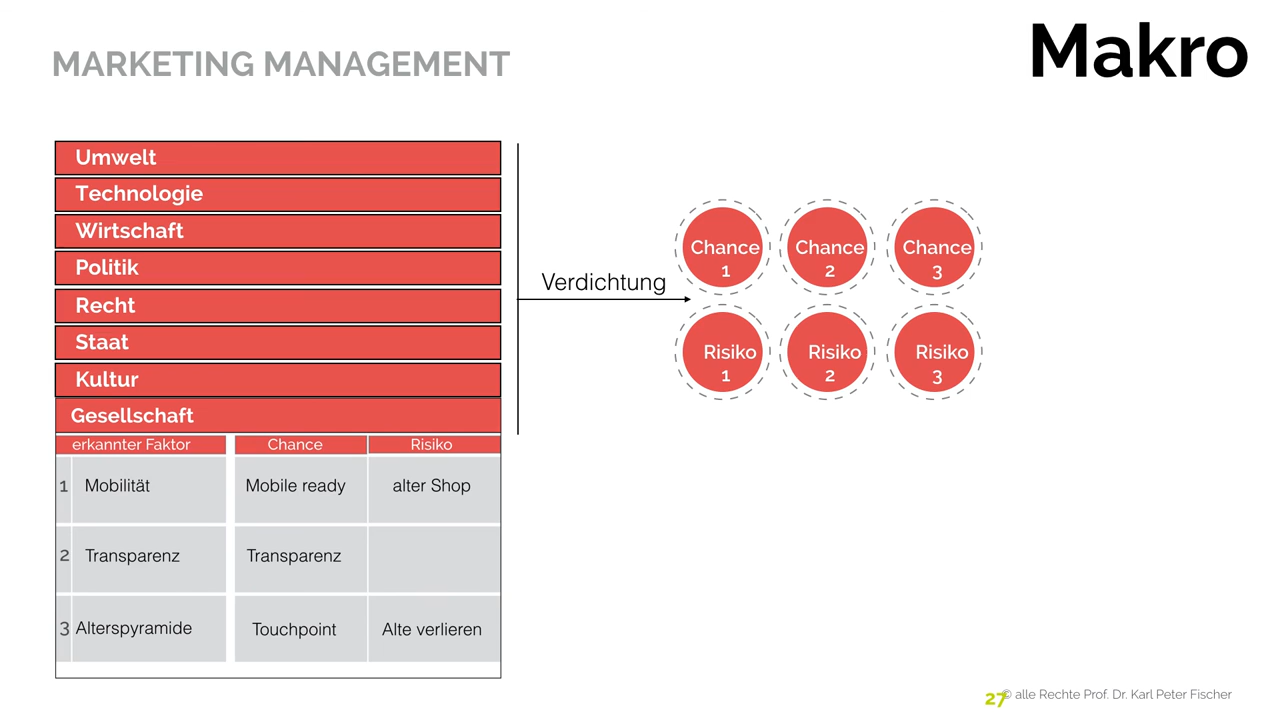 MARKETING MANAGEMENT
Makro
Umwelt
Technologie
Wirtschaft
Politik
Recht
Staat
Kultur
Gesellschaft
erkannter Faktor Chance Risiko
1 Mobilität Mobile ready alter Shop
2 Transparenz Transparenz
3 Alterspyramide Touchpoint Alte verlieren
Verdichtung
Chance 1
Chance 2
Chance 3
Risiko 1
Risiko 2
Risiko 3
27 © alle Rechte Prof. Dr. Karl Peter Fischer